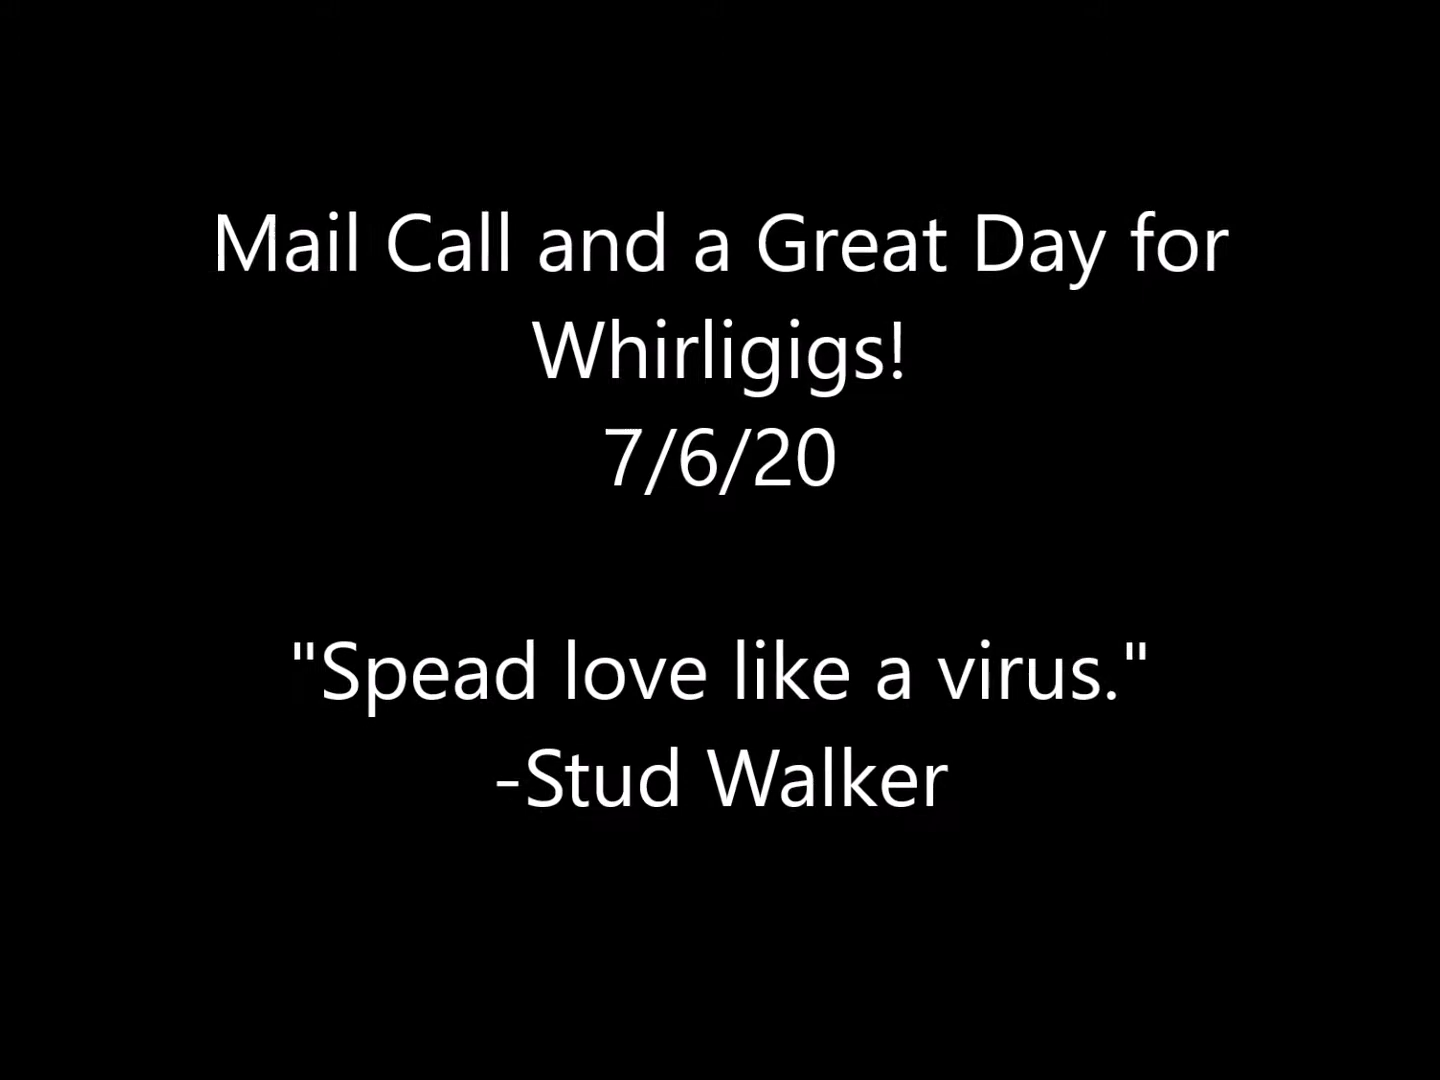 Mail Call and a Great Day for
Whirligigs!
7/6/20
"Spead love like a virus."
-Stud Walker